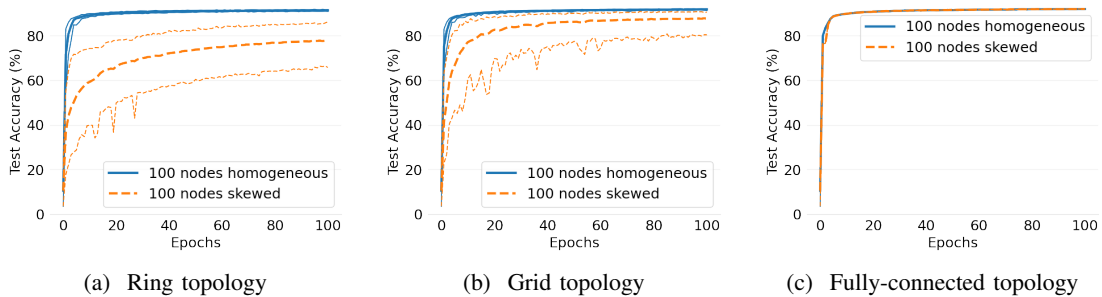 Test Accuracy (%)
80
60
40
20
0
100 nodes homogeneous
100 nodes skewed
0 20 40 60 80 100
Epochs
(a) Ring topology
Test Accuracy (%)
80
60
40
20
0
100 nodes homogeneous
100 nodes skewed
0 20 40 60 80 100
Epochs
(b) Grid topology
Test Accuracy (%)
80
60
40
20
0
100 nodes homogeneous
100 nodes skewed
0 20 40 60 80 100
Epochs
(c) Fully-connected topology